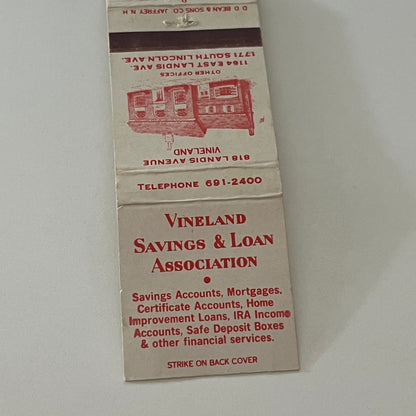 D D BEAN & SONS CO. JAFFREY N. H.
VINELAND
SAVINGS & LOAN
ASSOCIATION
Savings Accounts, Mortgages.
Certificate Accounts, Home
Improvement Loans, IRA Income
Accounts, Safe Deposit Boxes
& other financial services.
STRIKE ON BACK COVER
TELEPHONE 691-2400
818 LANDIS AVENUE
VINELAND
OTHER OFFICES
1164 EAST LANDIS AVE.
1771 SOUTH LINCOLN AVE.